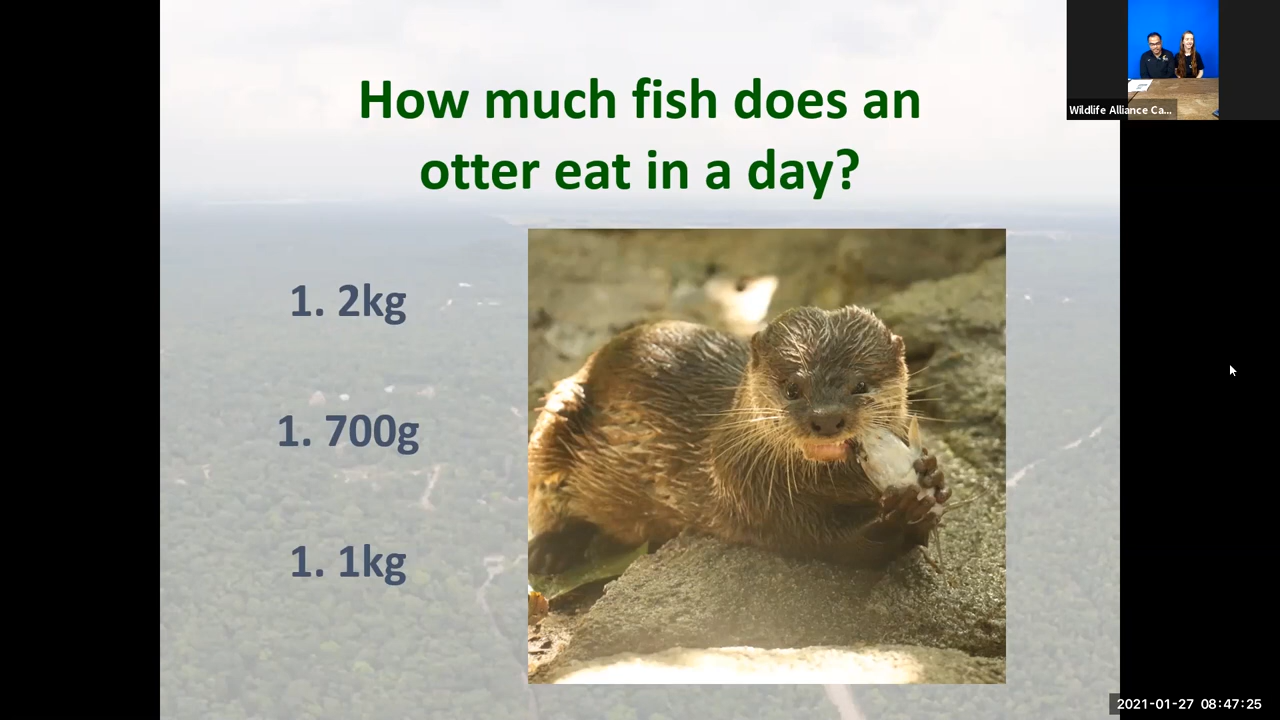 How much fish does an
otter eat in a day?
1. 2kg
1. 700g
1. 1kg
Wildlife Alliance Ca...
2021-01-27 08:47:25